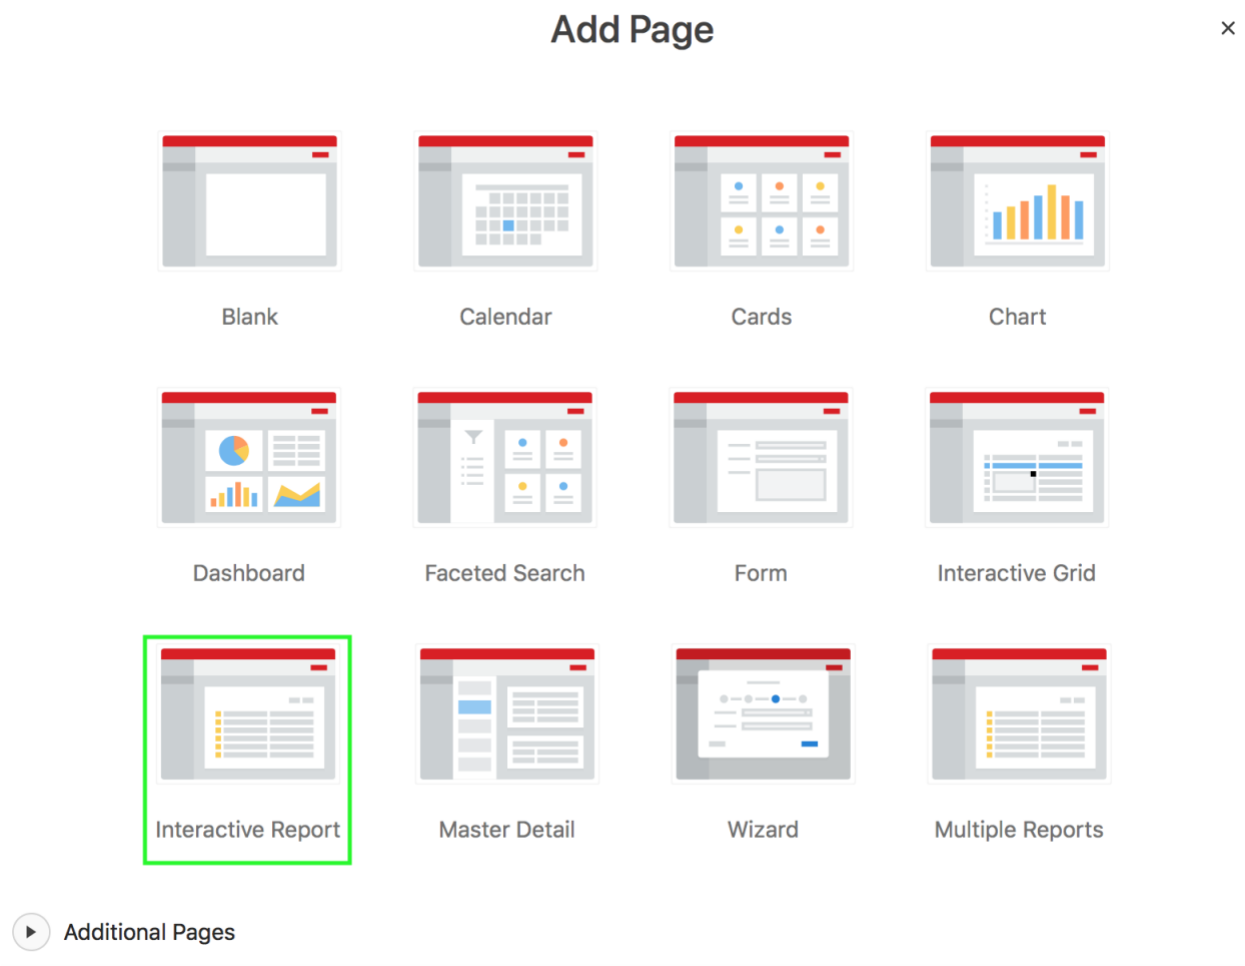 Add Page
Blank
Calendar
Cards
Chart
Dashboard
Faceted Search
Form
Interactive Grid
Interactive Report
Master Detail
Wizard
Multiple Reports
Additional Pages